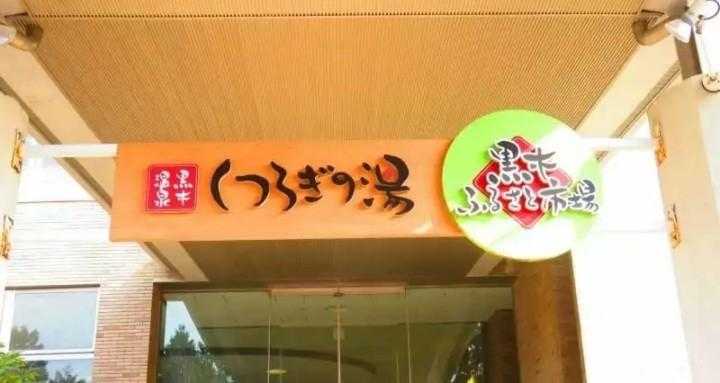 黒木
温泉
くつろぎの湯
黒木
ふるさと市場